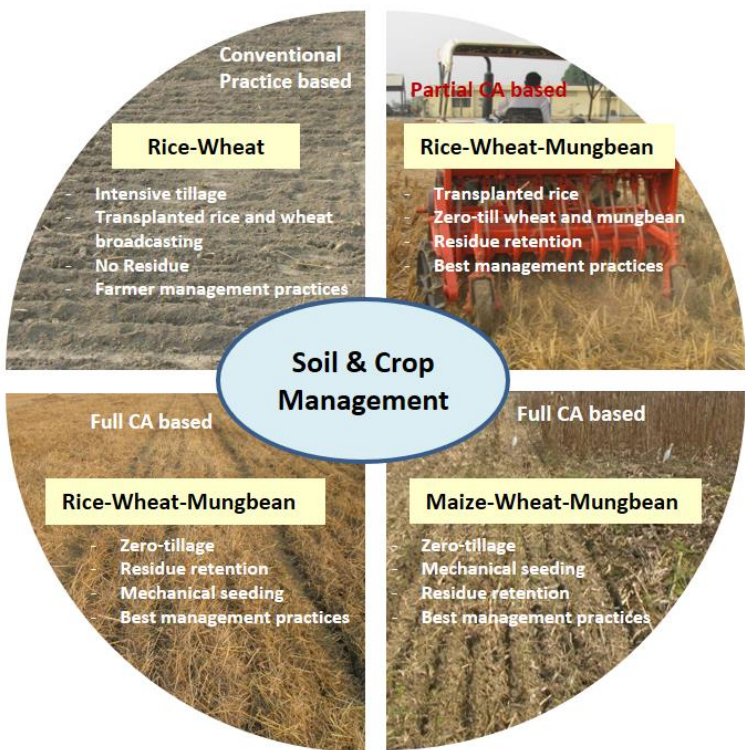 Conventional
Practice based
Rice-Wheat
- Intensive tillage
- Transplanted rice and wheat
broadcasting
- No Residue
- Farmer management practices
Partial CA based
Rice-Wheat-Mungbean
- Transplanted rice
- Zero-till wheat and mungbean
- Residue retention
- Best management practices
Soil & Crop
Management
Full CA based
Rice-Wheat-Mungbean
- Zero-tillage
- Residue retention
- Mechanical seeding
- Best management practices
Full CA based
Maize-Wheat-Mungbean
- Zero-tillage
- Mechanical seeding
- Residue retention
- Best management practices